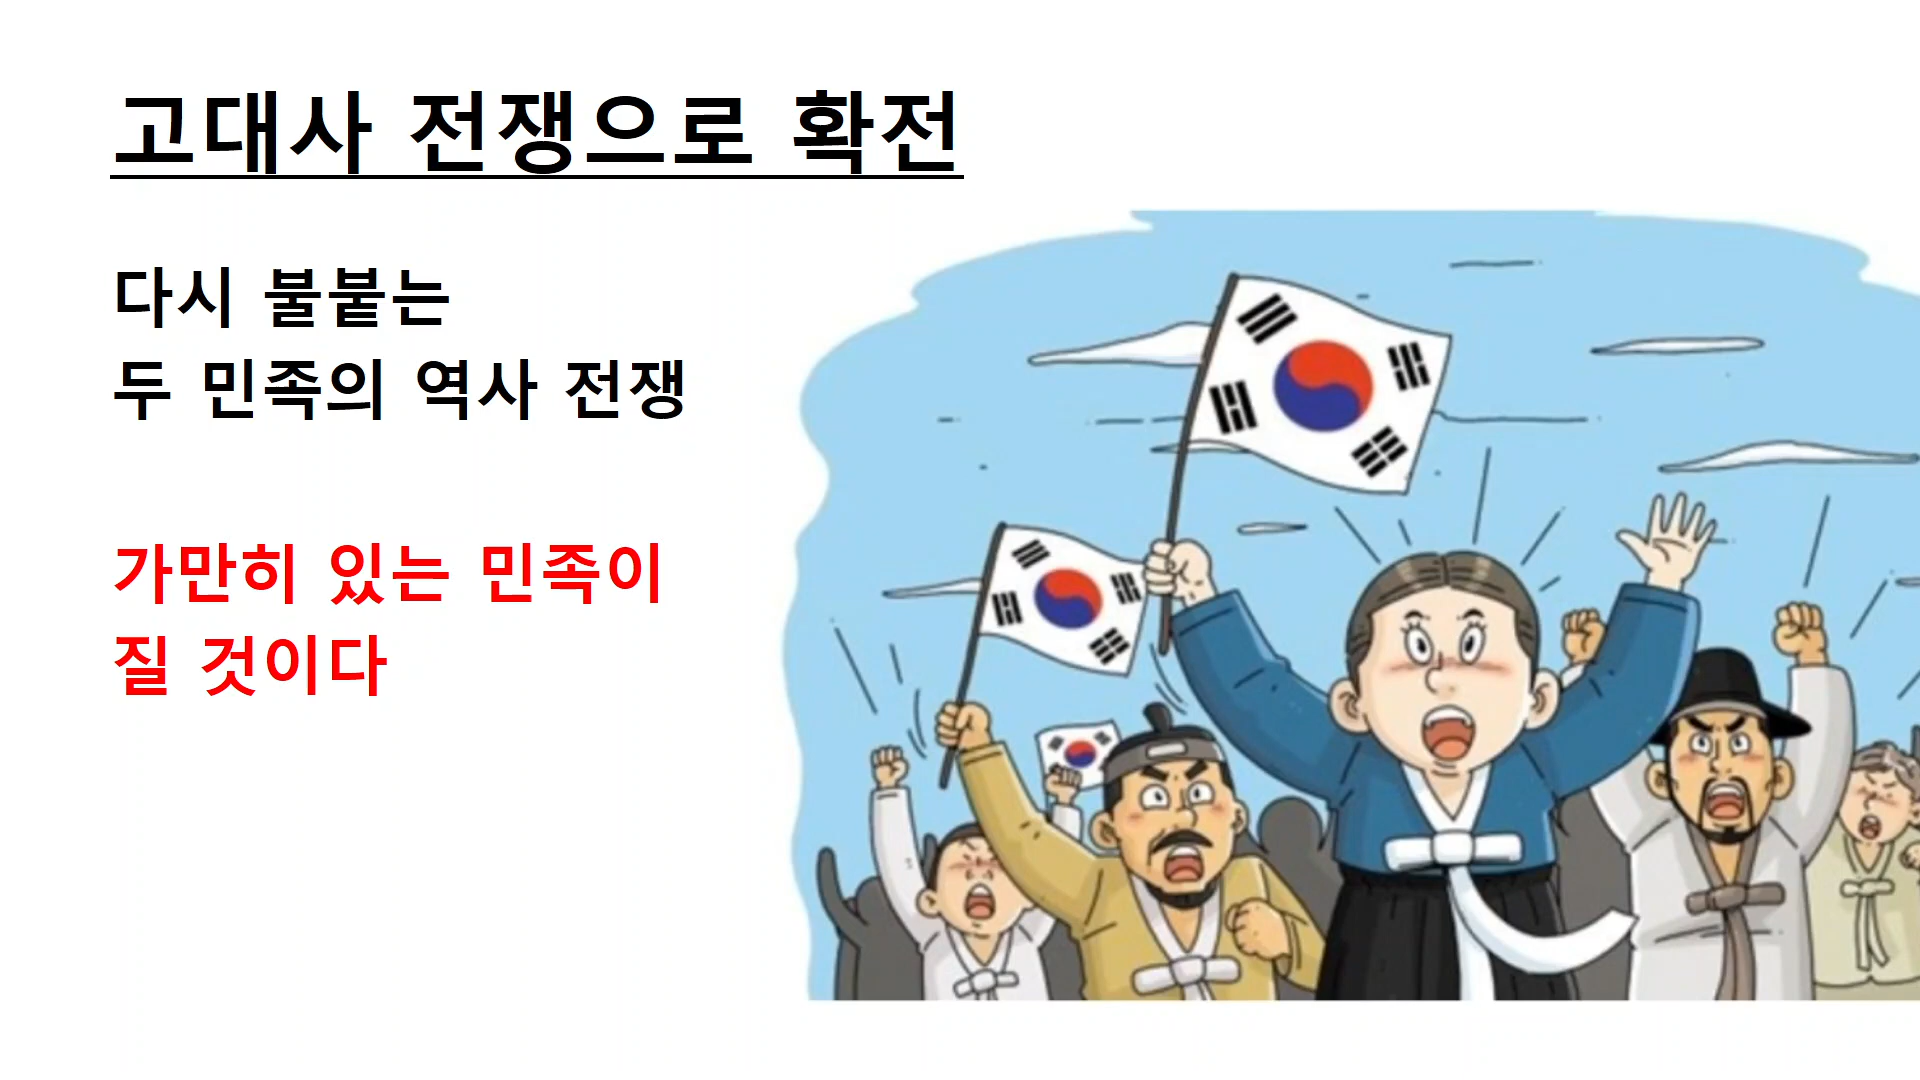 고대사 전쟁으로 확전
다시 불붙는
두 민족의 역사 전쟁
가만히 있는 민족이
질 것이다